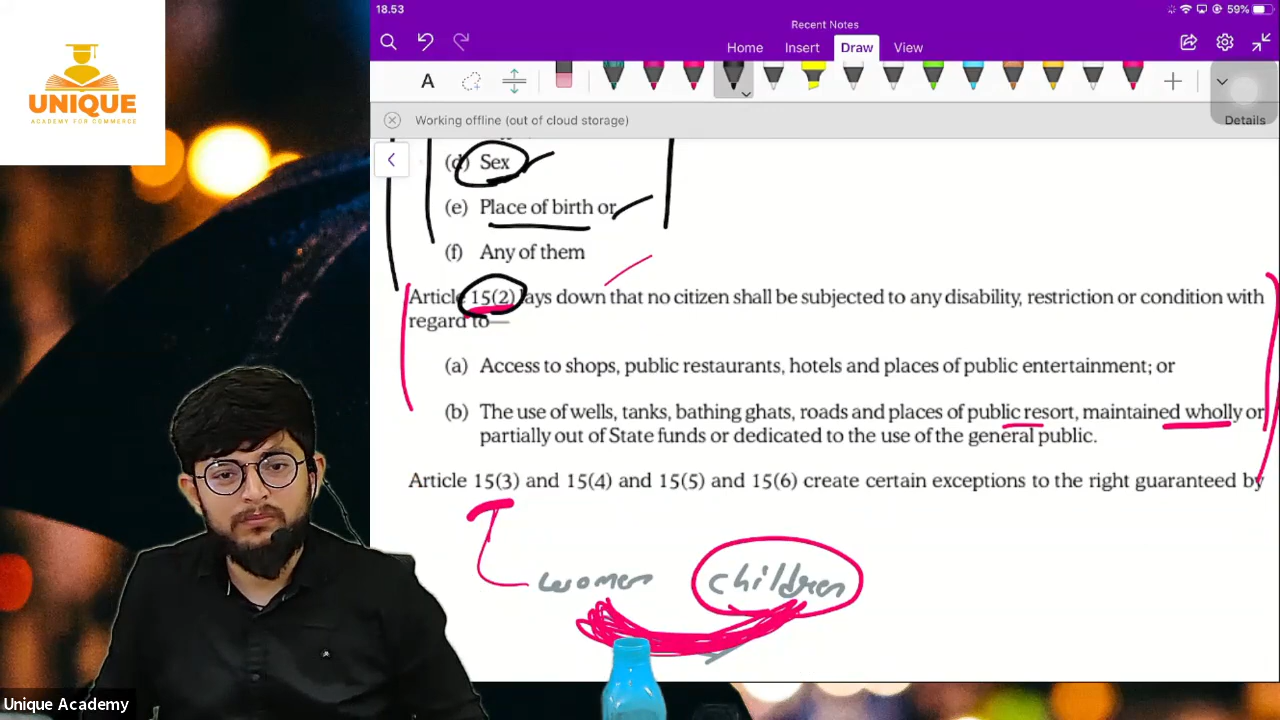 18.53
Recent Notes
59%
Home Insert Draw View
UNIQUE
ACADEMY FOR COMMERCE
A
Working offline (out of cloud storage)
Details
(d) Sex
(e) Place of birth or
(f) Any of them
Article 15(2) lays down that no citizen shall be subjected to any disability, restriction or condition with
regard to—
(a) Access to shops, public restaurants, hotels and places of public entertainment; or
(b) The use of wells, tanks, bathing ghats, roads and places of public resort, maintained wholly or
partially out of State funds or dedicated to the use of the general public.
Article 15(3) and 15(4) and 15(5) and 15(6) create certain exceptions to the right guaranteed by
women children
Unique Academy